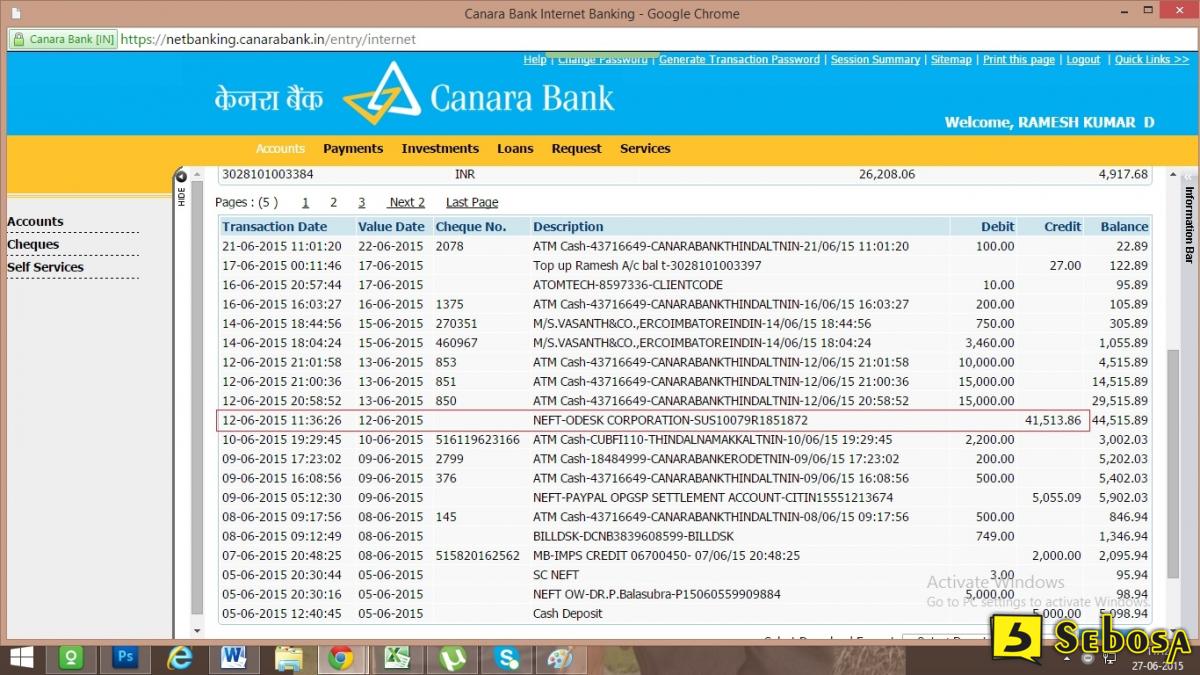 Canara Bank Internet Banking - Google Chrome
Canara Bank [IN] https://netbanking.canarabank.in/entry/internet
Help | Change Password | Generate Transaction Password | Session Summary | Sitemap | Print this page | Logout | Quick Links >>
केनरा बैंक Canara Bank
Welcome, RAMESH KUMAR D
Accounts Payments Investments Loans Request Services
HIDE
Information Bar
Accounts
Cheques
Self Services
3028101003384 INR 26,208.06 4,917.68
Pages : (5 ) 1 2 3 Next 2 Last Page
Transaction Date Value Date Cheque No. Description Debit Credit Balance
21-06-2015 11:01:20 22-06-2015 2078 ATM Cash-43716649-CANARABANKTHINDALTNIN-21/06/15 11:01:20 100.00 22.89
17-06-2015 00:11:46 17-06-2015 Top up Ramesh A/c bal t-3028101003397 27.00 122.89
16-06-2015 20:57:44 17-06-2015 ATOMTECH-8597336-CLIENTCODE 10.00 95.89
16-06-2015 16:03:27 16-06-2015 1375 ATM Cash-43716649-CANARABANKTHINDALTNIN-16/06/15 16:03:27 200.00 105.89
14-06-2015 18:44:56 15-06-2015 270351 M/S.VASANTH&CO.,ERCOIMBATOREINDIN-14/06/15 18:44:56 750.00 305.89
14-06-2015 18:04:24 15-06-2015 460967 M/S.VASANTH&CO.,ERCOIMBATOREINDIN-14/06/15 18:04:24 3,460.00 1,055.89
12-06-2015 21:01:58 13-06-2015 853 ATM Cash-43716649-CANARABANKTHINDALTNIN-12/06/15 21:01:58 10,000.00 4,515.89
12-06-2015 21:00:36 13-06-2015 851 ATM Cash-43716649-CANARABANKTHINDALTNIN-12/06/15 21:00:36 15,000.00 14,515.89
12-06-2015 20:58:52 13-06-2015 850 ATM Cash-43716649-CANARABANKTHINDALTNIN-12/06/15 20:58:52 15,000.00 29,515.89
12-06-2015 11:36:26 12-06-2015 NEFT-ODESK CORPORATION-SUS10079R1851872 41,513.86 44,515.89
10-06-2015 19:29:45 10-06-2015 516119623166 ATM Cash-CUBFI110-THINDALNAMAKKALTNIN-10/06/15 19:29:45 2,200.00 3,002.03
09-06-2015 17:23:02 09-06-2015 2799 ATM Cash-18484999-CANARABANKERODETNIN-09/06/15 17:23:02 200.00 5,202.03
09-06-2015 16:08:56 09-06-2015 376 ATM Cash-43716649-CANARABANKTHINDALTNIN-09/06/15 16:08:56 500.00 5,402.03
09-06-2015 05:12:30 09-06-2015 NEFT-PAYPAL OPGSP SETTLEMENT ACCOUNT-CITIN15551213674 5,055.09 5,902.03
08-06-2015 09:17:56 08-06-2015 145 ATM Cash-43716649-CANARABANKTHINDALTNIN-08/06/15 09:17:56 500.00 846.94
08-06-2015 09:12:49 08-06-2015 BILLDSK-DCNB3839608599-BILLDSK 749.00 1,346.94
07-06-2015 20:48:25 08-06-2015 515820162562 MB-IMPS CREDIT 06700450- 07/06/15 20:48:25 2,000.00 2,095.94
05-06-2015 20:30:44 05-06-2015 SC NEFT 3.00 95.94
05-06-2015 20:30:16 05-06-2015 NEFT OW-DR.P.Balasubra-P15060559909884 5,000.00 98.94
05-06-2015 12:40:45 05-06-2015 Cash Deposit 5,000.00 5,098.94
Activate Windows
Go to PC settings to activate Windows.
Sebosa
Ps
27-06-2015